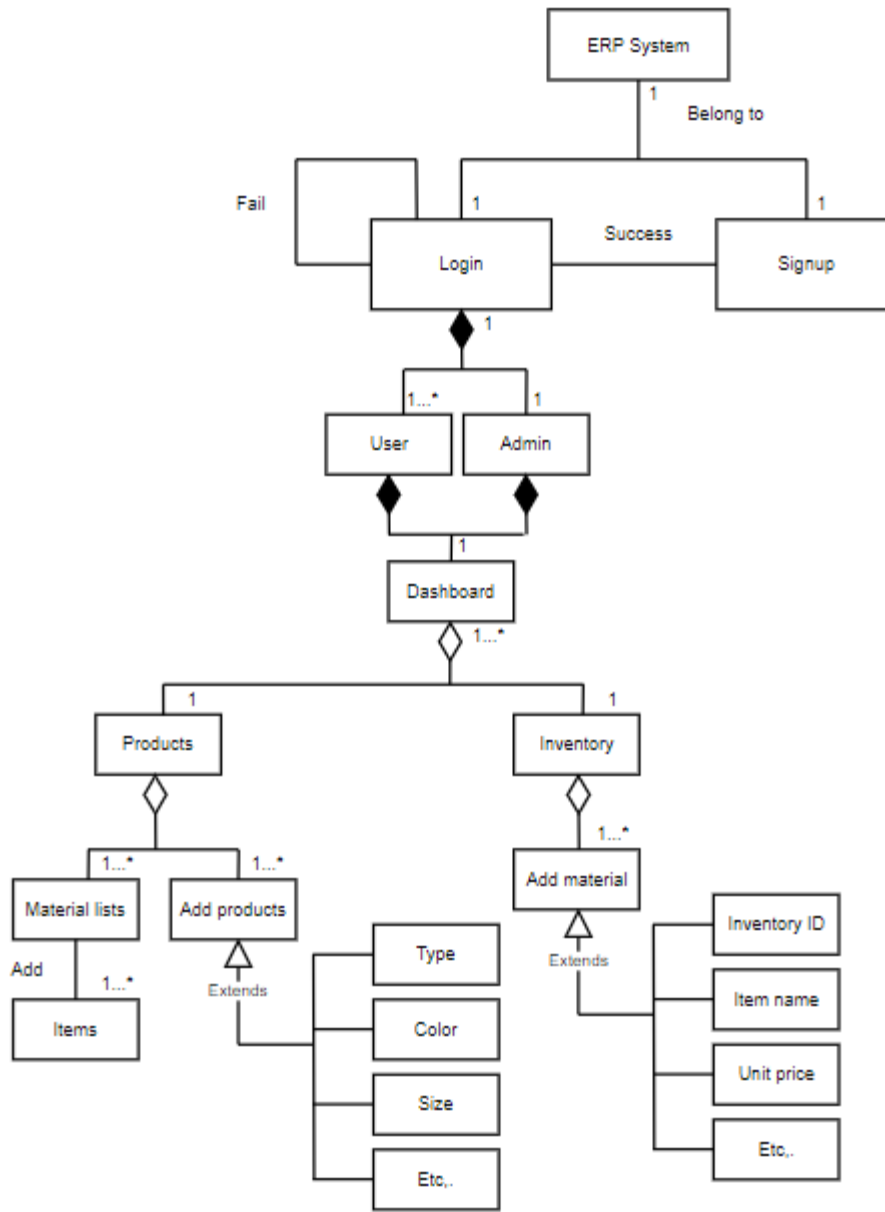 ERP System
1
Belong to
Fail
1
1
Success
Login
Signup
1
1...*
1
User
Admin
1
Dashboard
1...*
1
1
Products
Inventory
1...*
1...*
1...*
Material lists
Add products
Add material
Add
Extends
Extends
1...*
Items
Type
Color
Size
Etc,.
Inventory ID
Item name
Unit price
Etc,.